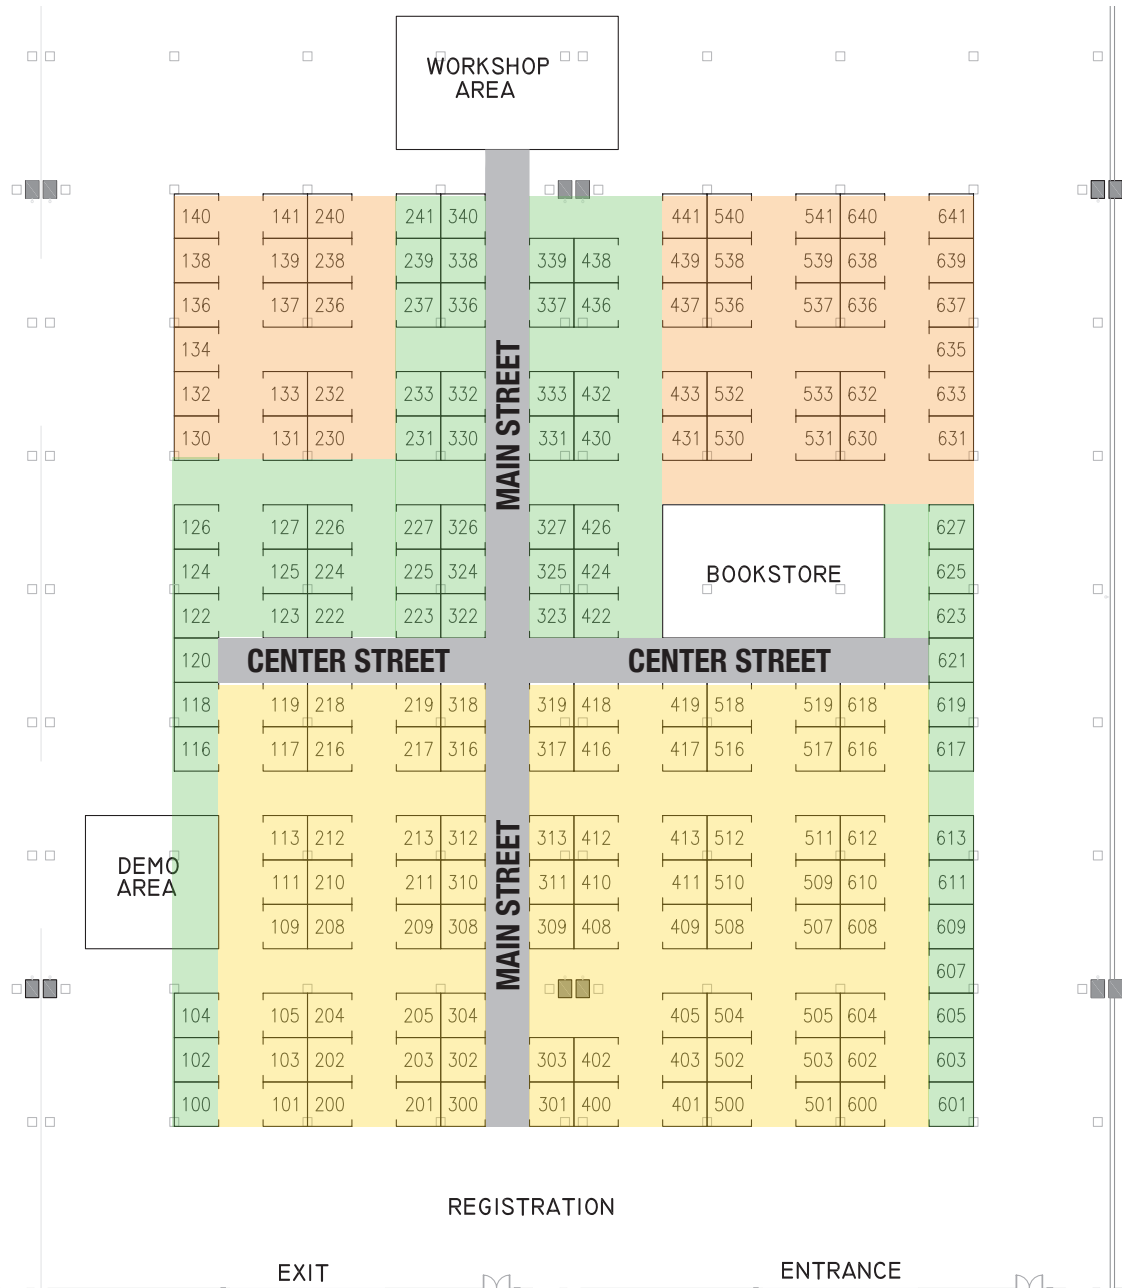 WORKSHOP
AREA
140 141 240 241 340 441 540 541 640 641
138 139 238 239 338 339 438 439 538 539 638 639
136 137 236 237 336 337 436 437 536 537 636 637
134 635
132 133 232 233 332 333 432 433 532 533 632 633
130 131 230 231 330 331 430 431 530 531 630 631
MAIN STREET
126 127 226 227 326 327 426 627
124 125 224 225 324 325 424 BOOKSTORE 625
122 123 222 223 322 323 422 623
120 CENTER STREET CENTER STREET 621
118 119 218 219 318 319 418 419 518 519 618 619
116 117 216 217 316 317 416 417 516 517 616 617
113 212 213 312 313 412 413 512 511 612 613
DEMO
AREA
111 210 211 310 311 410 411 510 509 610 611
109 208 209 308 309 408 409 508 507 608 609
MAIN STREET
607
104 105 204 205 304 405 504 505 604 605
102 103 202 203 302 303 402 403 502 503 602 603
100 101 200 201 300 301 400 401 500 501 600 601
REGISTRATION
EXIT ENTRANCE